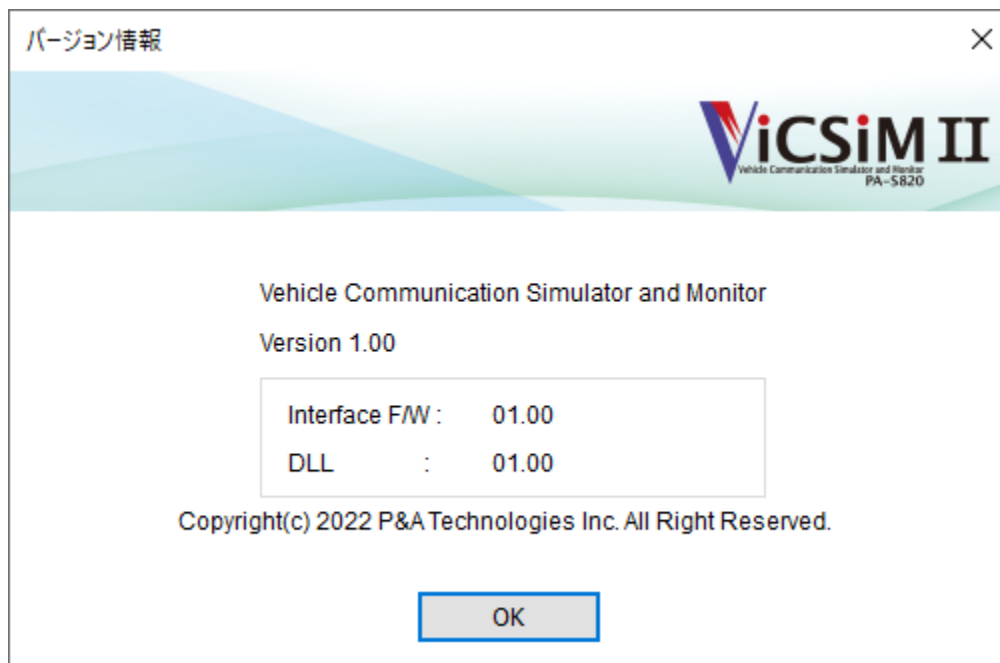 バージョン情報
ViCSiM II
Vehicle Communication Simulator and Monitor
PA-S820
Vehicle Communication Simulator and Monitor
Version 1.00
Interface F/W : 01.00
DLL : 01.00
Copyright(c) 2022 P&A Technologies Inc. All Right Reserved.
OK